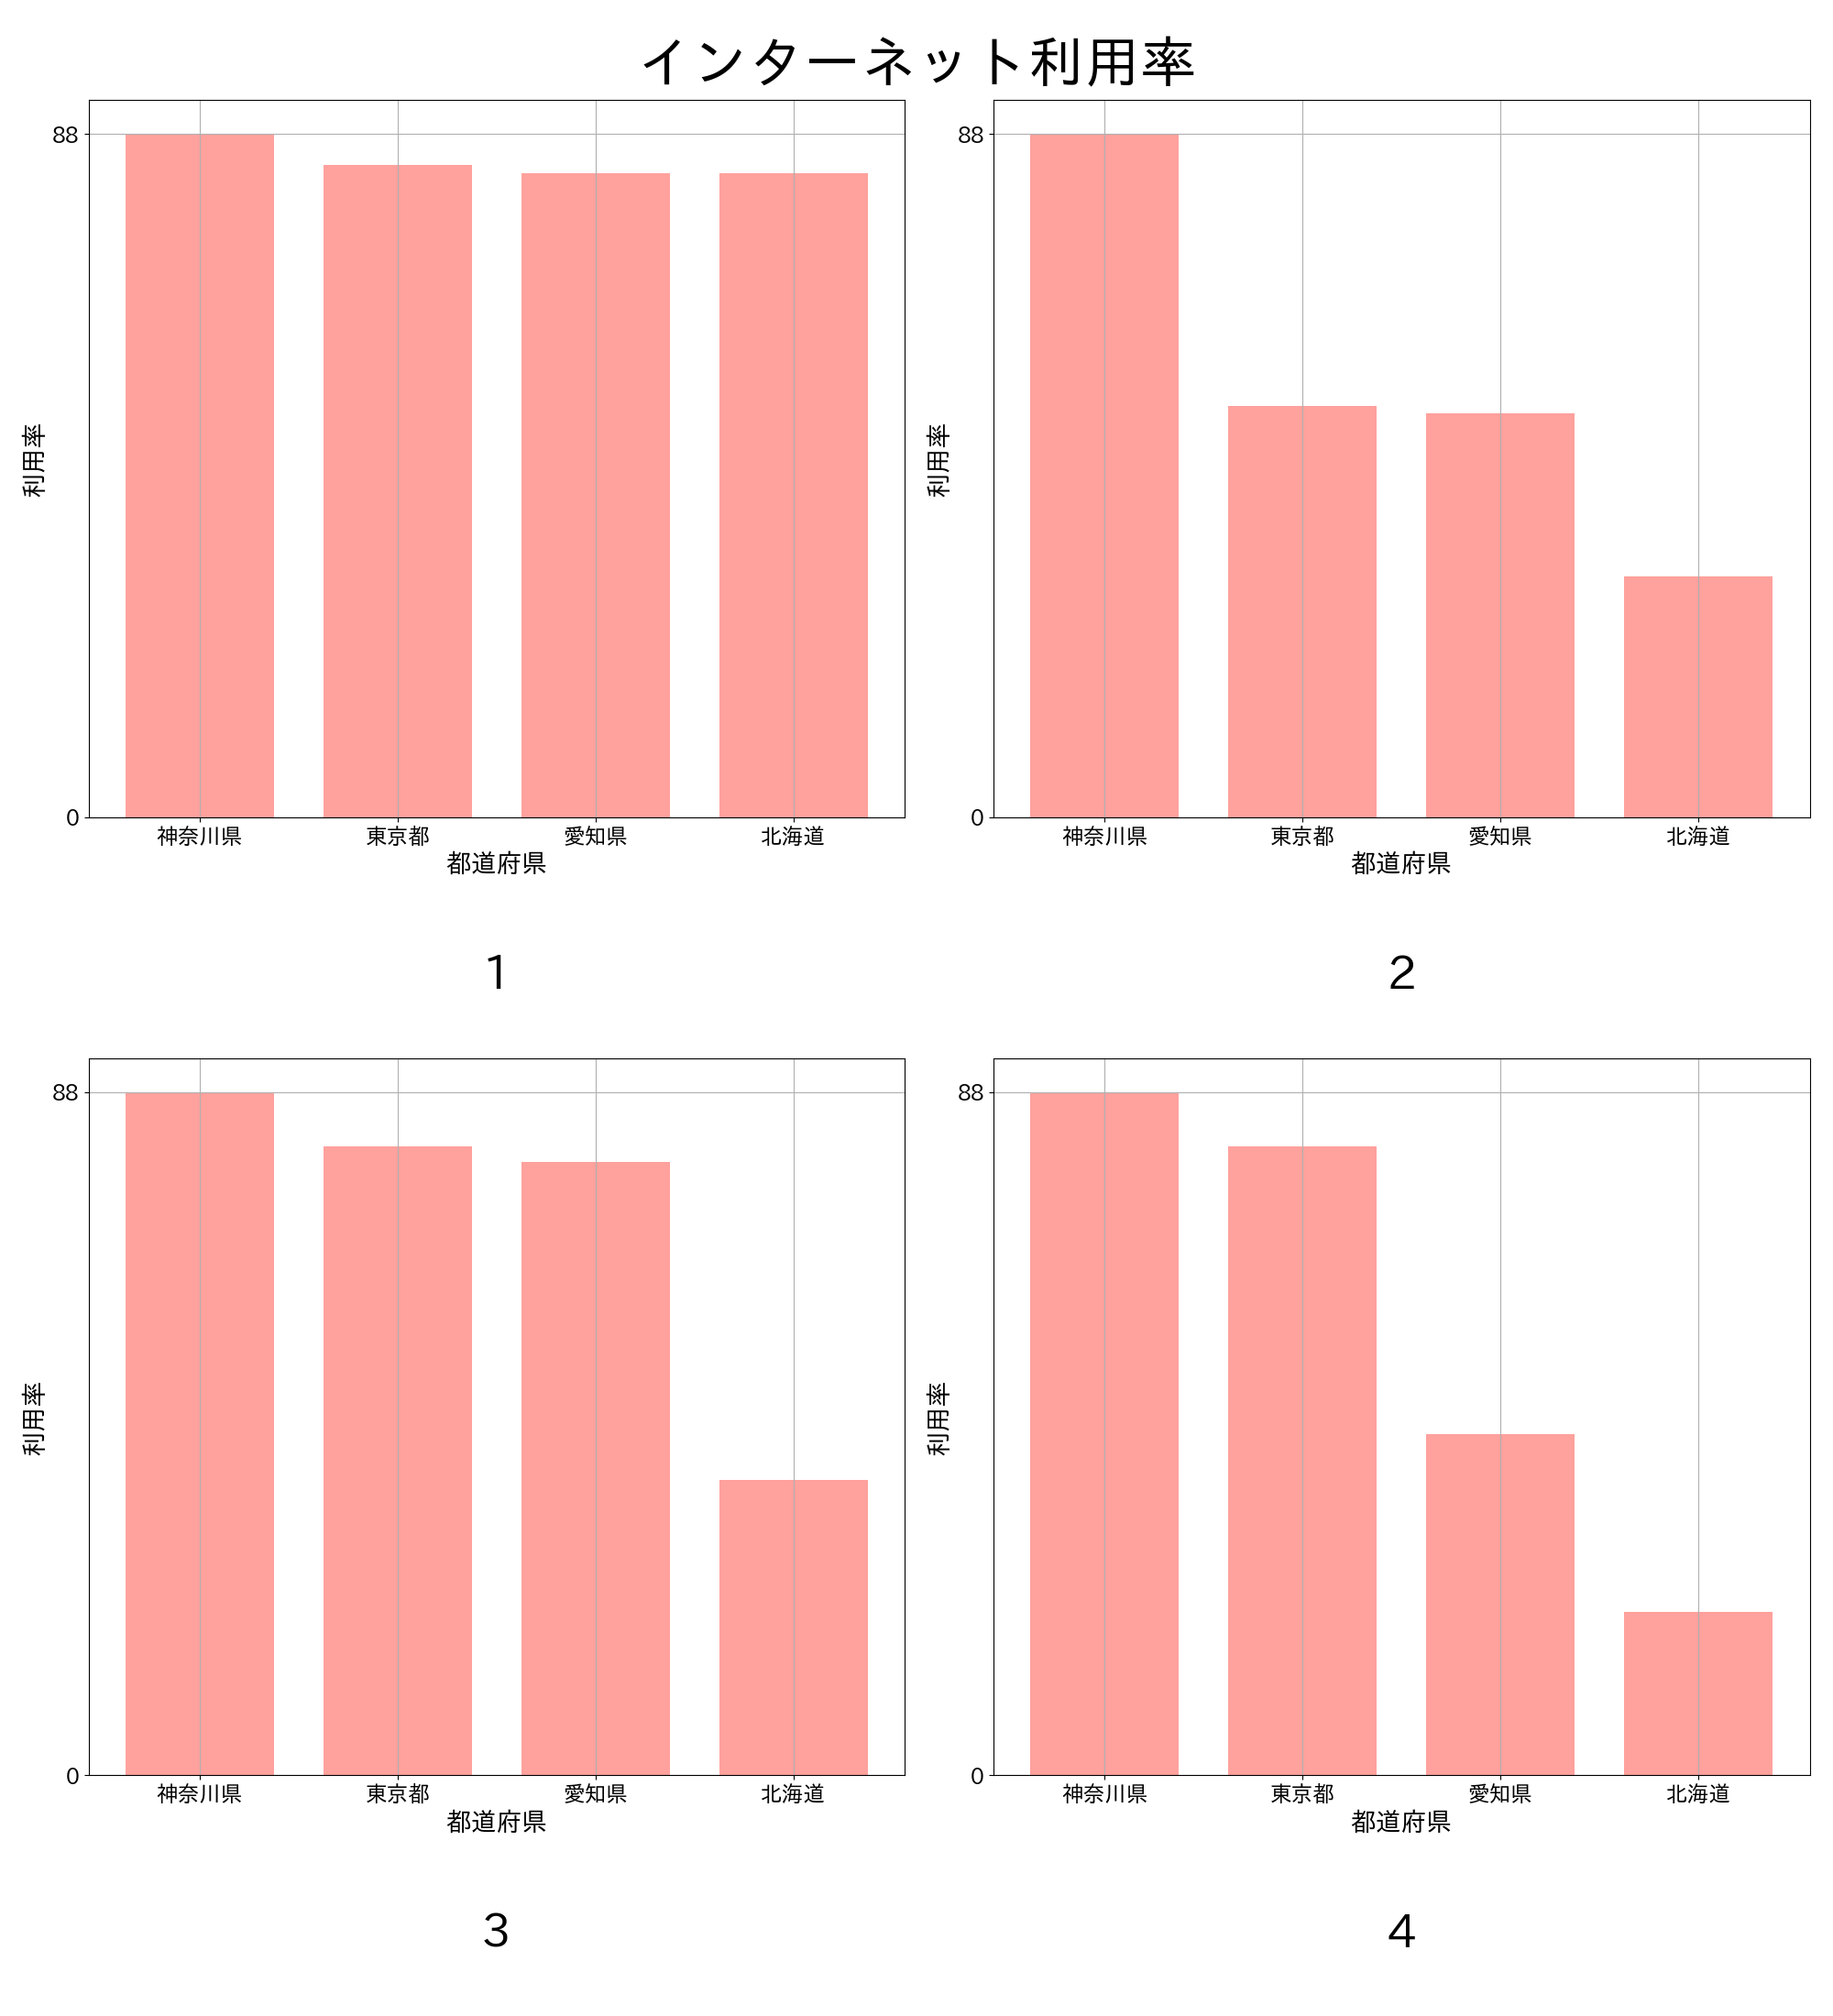 インターネット利用率
88
0
利用率
神奈川県 東京都 愛知県 北海道
都道府県
1
88
0
利用率
神奈川県 東京都 愛知県 北海道
都道府県
2
88
0
利用率
神奈川県 東京都 愛知県 北海道
都道府県
3
88
0
利用率
神奈川県 東京都 愛知県 北海道
都道府県
4